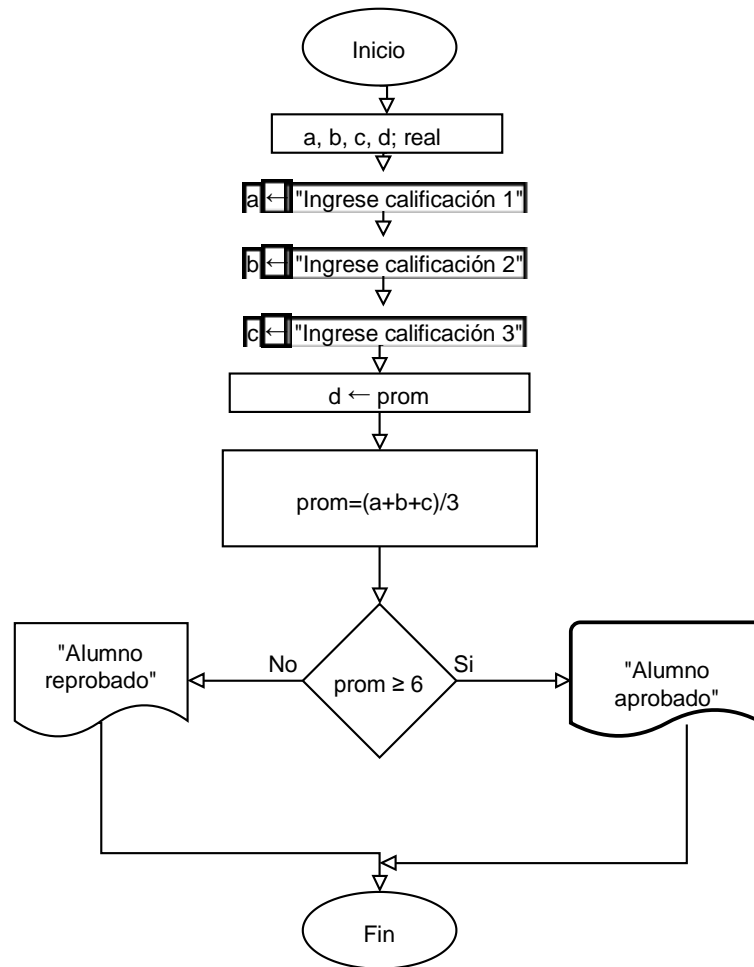 Inicio
a, b, c, d; real
a ← "Ingrese calificación 1"
b ← "Ingrese calificación 2"
c ← "Ingrese calificación 3"
d ← prom
prom=(a+b+c)/3
"Alumno
reprobado"
No
prom ≥ 6
Si
"Alumno
aprobado"
Fin